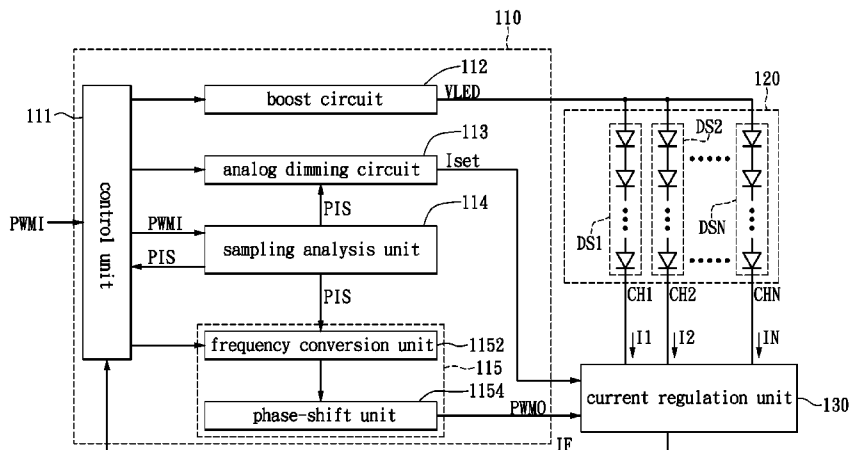 110
112
VLED
boost circuit
111
120
DS2
113
Iset
analog dimming circuit
control unit
PIS
114
PWMI
PWMI
sampling analysis unit
PIS
DS1
DSN
PIS
CH1
CH2
CHN
frequency conversion unit
1152
115
I1
I2
IN
1154
phase-shift unit
PWMO
current regulation unit
130
IF